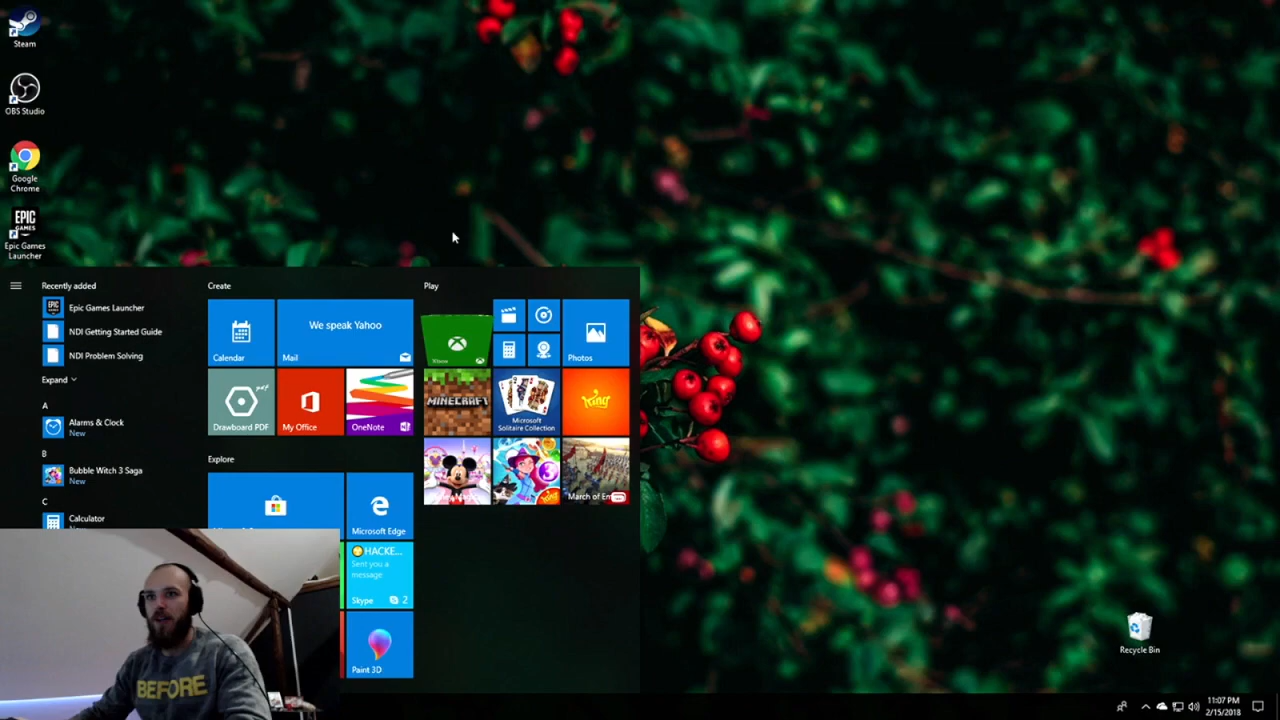 Steam
OBS Studio
Google
Chrome
EPIC
GAMES
Epic Games
Launcher
Recently added
Epic Games Launcher
NDI Getting Started Guide
NDI Problem Solving
Expand
A
Alarms & Clock
New
B
Bubble Witch 3 Saga
New
C
Calculator
Create
Calendar
We speak Yahoo
Mail
Drawboard PDF
My Office
OneNote
Explore
Microsoft Edge
HACKE...
Sent you a
message
Skype
2
Paint 3D
Play
Xbox
Photos
MINECRAFT
Microsoft
Solitaire Collection
King
March of Em
BEFORE
Recycle Bin
11:07 PM
2/15/2018